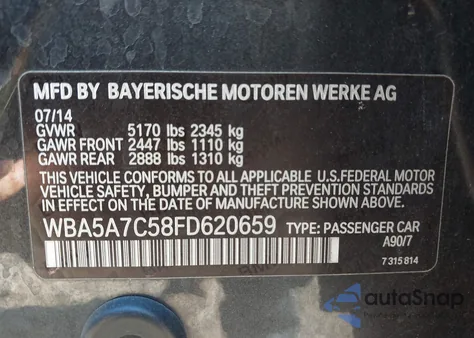 MFD BY BAYERISCHE MOTOREN WERKE AG
07/14
GVWR 5170 lbs 2345 kg
GAWR FRONT 2447 lbs 1110 kg
GAWR REAR 2888 lbs 1310 kg
THIS VEHICLE CONFORMS TO ALL APPLICABLE U.S.FEDERAL MOTOR
VEHICLE SAFETY, BUMPER AND THEFT PREVENTION STANDARDS
IN EFFECT ON THE DATE OF MANUFACTURE SHOWN ABOVE.
WBA5A7C58FD620659 TYPE: PASSENGER CAR
A90/7
7 315 814
autoSnap